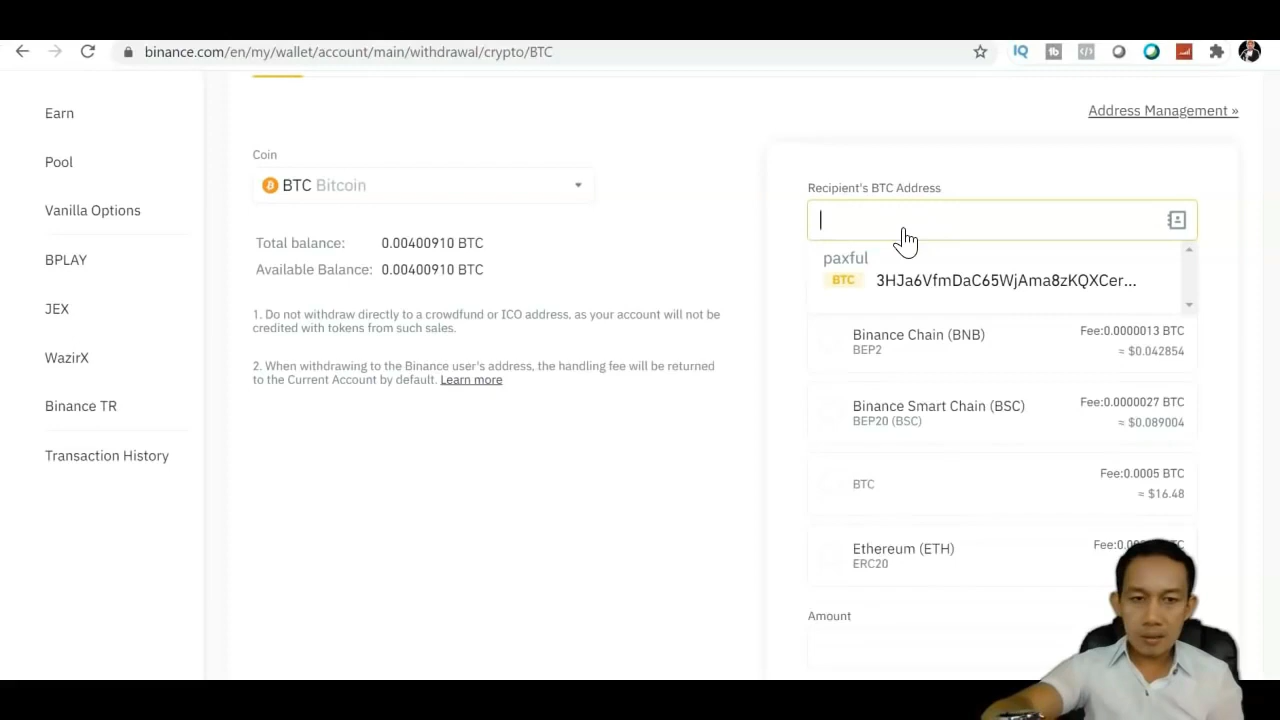 binance.com/en/my/wallet/account/main/withdrawal/crypto/BTC
Earn
Pool
Vanilla Options
BPLAY
JEX
WazirX
Binance TR
Transaction History
Address Management »
Coin
BTC Bitcoin
Total balance: 0.00400910 BTC
Available Balance: 0.00400910 BTC
1. Do not withdraw directly to a crowdfund or ICO address, as your account will not be
credited with tokens from such sales.
2. When withdrawing to the Binance user's address, the handling fee will be returned
to the Current Account by default. Learn more
Recipient's BTC Address
paxful
BTC 3HJa6VfmDaC65WjAma8zKQXCer...
Binance Chain (BNB) Fee:0.0000013 BTC
BEP2 ≈ $0.042854
Binance Smart Chain (BSC) Fee:0.0000027 BTC
BEP20 (BSC) ≈ $0.089004
BTC Fee:0.0005 BTC
≈ $16.48
Ethereum (ETH) Fee:0.00
ERC20
Amount